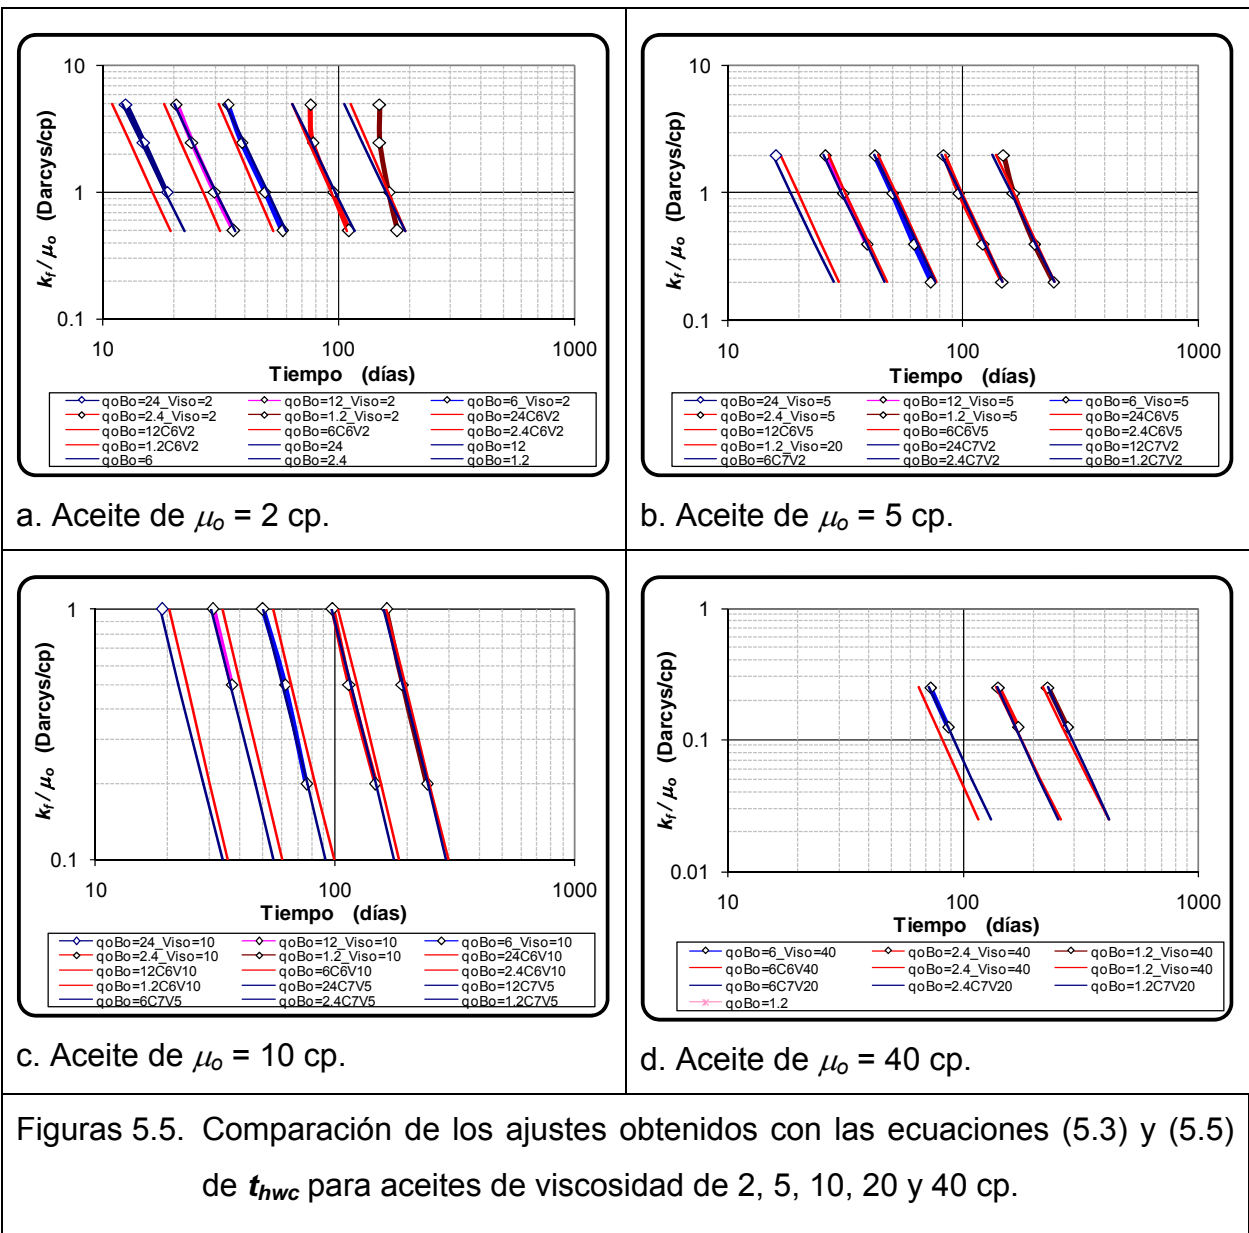 10
1
0.1
kf / μo (Darcys/cp)
10 100 1000
Tiempo (días)
qoBo=24_Viso=2 qoBo=12_Viso=2 qoBo=6_Viso=2
qoBo=2.4_Viso=2 qoBo=1.2_Viso=2 qoBo=24C6V2
qoBo=12C6V2 qoBo=6C6V2 qoBo=2.4C6V2
qoBo=1.2C6V2 qoBo=24 qoBo=12
qoBo=6 qoBo=2.4 qoBo=1.2
a. Aceite de μo = 2 cp.
10
1
0.1
kf / μo (Darcys/cp)
10 100 1000
Tiempo (días)
qoBo=24_Viso=5 qoBo=12_Viso=5 qoBo=6_Viso=5
qoBo=2.4_Viso=5 qoBo=1.2_Viso=5 qoBo=24C6V5
qoBo=12C6V5 qoBo=6C6V5 qoBo=2.4C6V5
qoBo=1.2_Viso=20 qoBo=24C7V2 qoBo=12C7V2
qoBo=6C7V2 qoBo=2.4C7V2 qoBo=1.2C7V2
b. Aceite de μo = 5 cp.
1
0.1
kf / μo (Darcys/cp)
10 100 1000
Tiempo (días)
qoBo=24_Viso=10 qoBo=12_Viso=10 qoBo=6_Viso=10
qoBo=2.4_Viso=10 qoBo=1.2_Viso=10 qoBo=24C6V10
qoBo=12C6V10 qoBo=6C6V10 qoBo=2.4C6V10
qoBo=1.2C6V10 qoBo=24C7V5 qoBo=12C7V5
qoBo=6C7V5 qoBo=2.4C7V5 qoBo=1.2C7V5
c. Aceite de μo = 10 cp.
1
0.1
0.01
kf / μo (Darcys/cp)
10 100 1000
Tiempo (días)
qoBo=6_Viso=40 qoBo=2.4_Viso=40 qoBo=1.2_Viso=40
qoBo=6C6V40 qoBo=2.4_Viso=40 qoBo=1.2_Viso=40
qoBo=6C7V20 qoBo=2.4C7V20 qoBo=1.2C7V20
qoBo=1.2
d. Aceite de μo = 40 cp.
Figuras 5.5. Comparación de los ajustes obtenidos con las ecuaciones (5.3) y (5.5)
de thwc para aceites de viscosidad de 2, 5, 10, 20 y 40 cp.